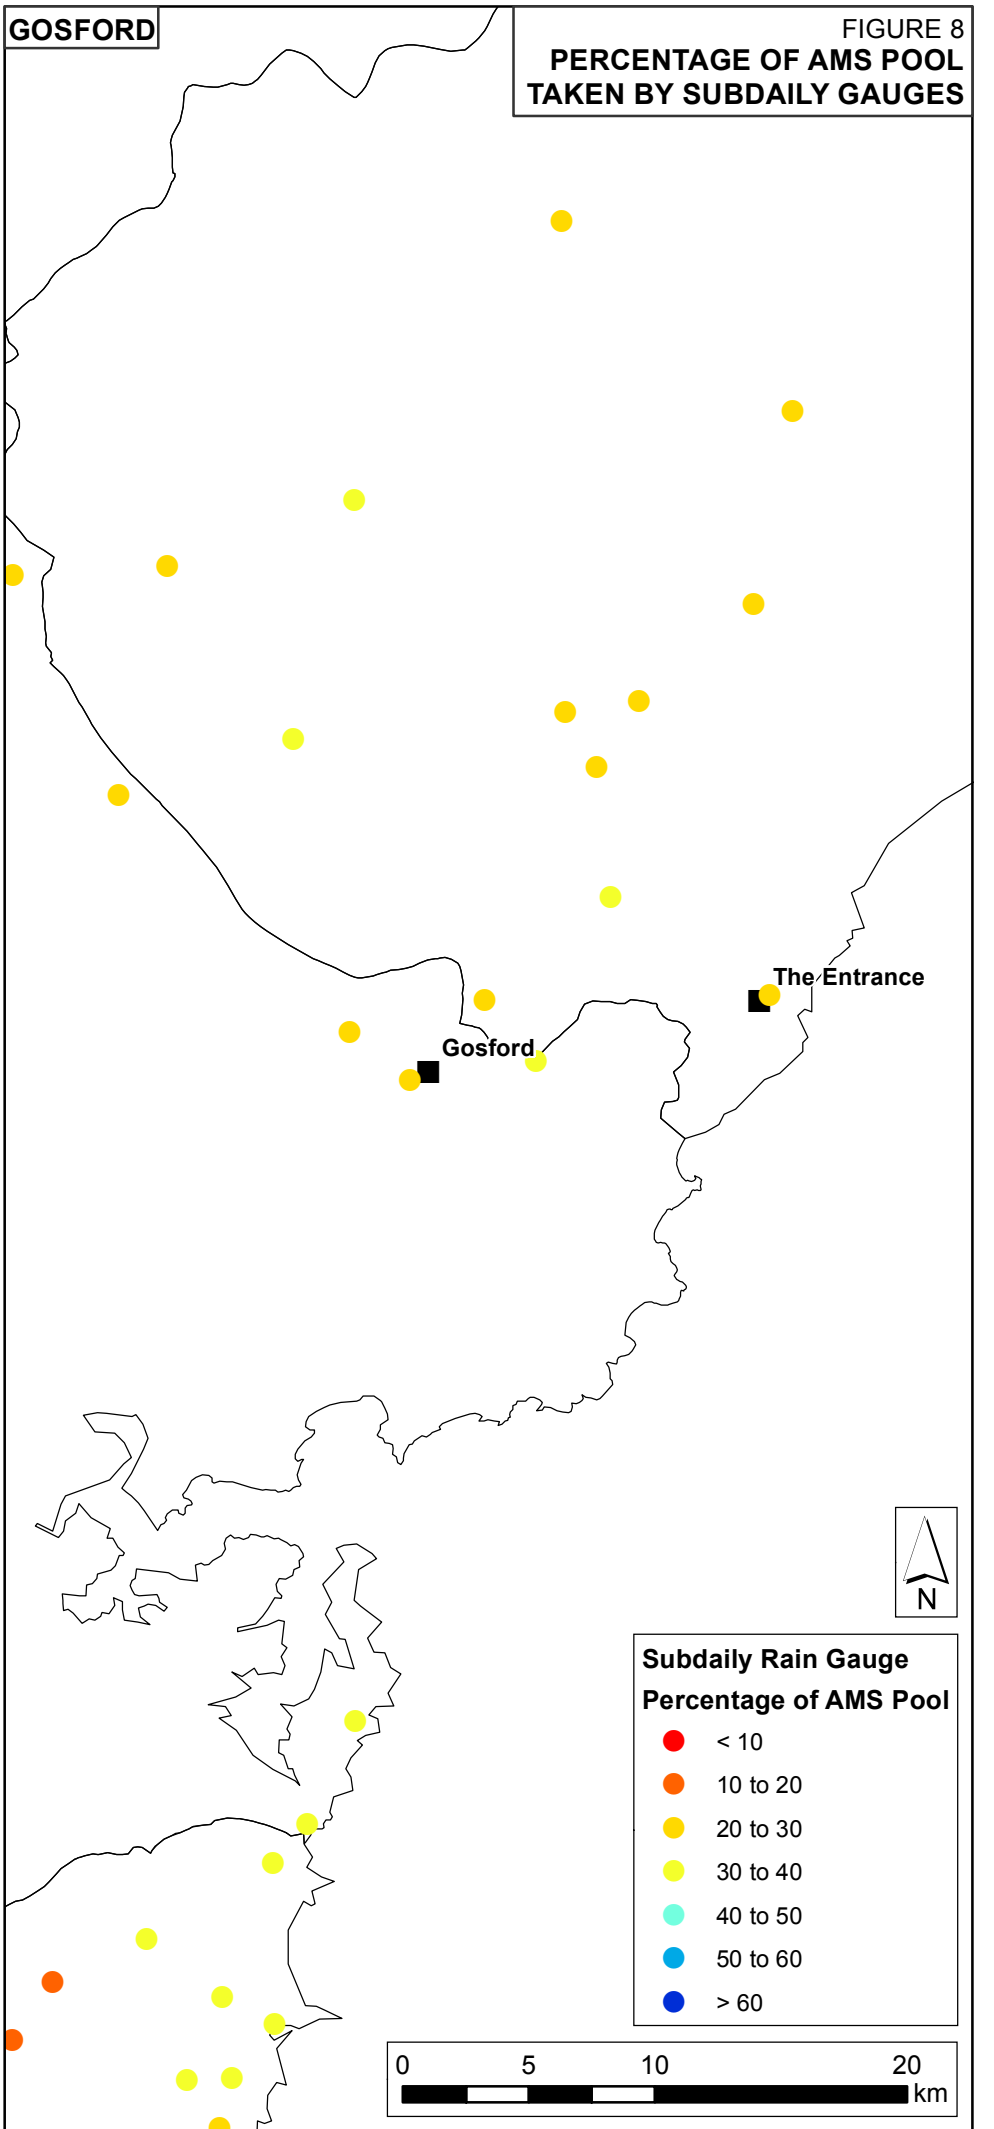 GOSFORD
FIGURE 8
PERCENTAGE OF AMS POOL
TAKEN BY SUBDAILY GAUGES
The Entrance
Gosford
N
Subdaily Rain Gauge
Percentage of AMS Pool
< 10
10 to 20
20 to 30
30 to 40
40 to 50
50 to 60
> 60
0 5 10 20
km